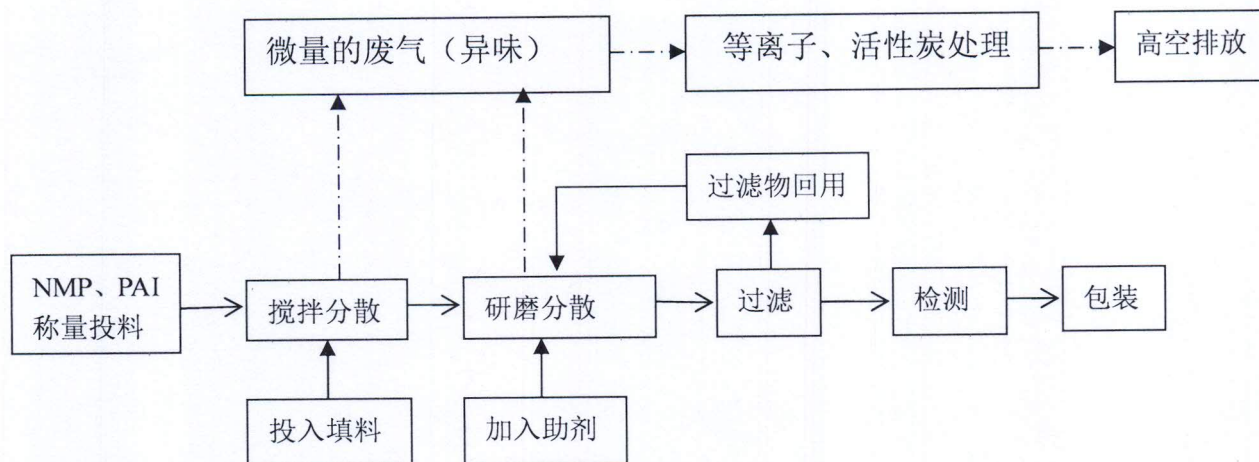 微量的废气（异味）
等离子、活性炭处理
高空排放
过滤物回用
NMP、PAI
称量投料
搅拌分散
研磨分散
过滤
检测
包装
投入填料
加入助剂